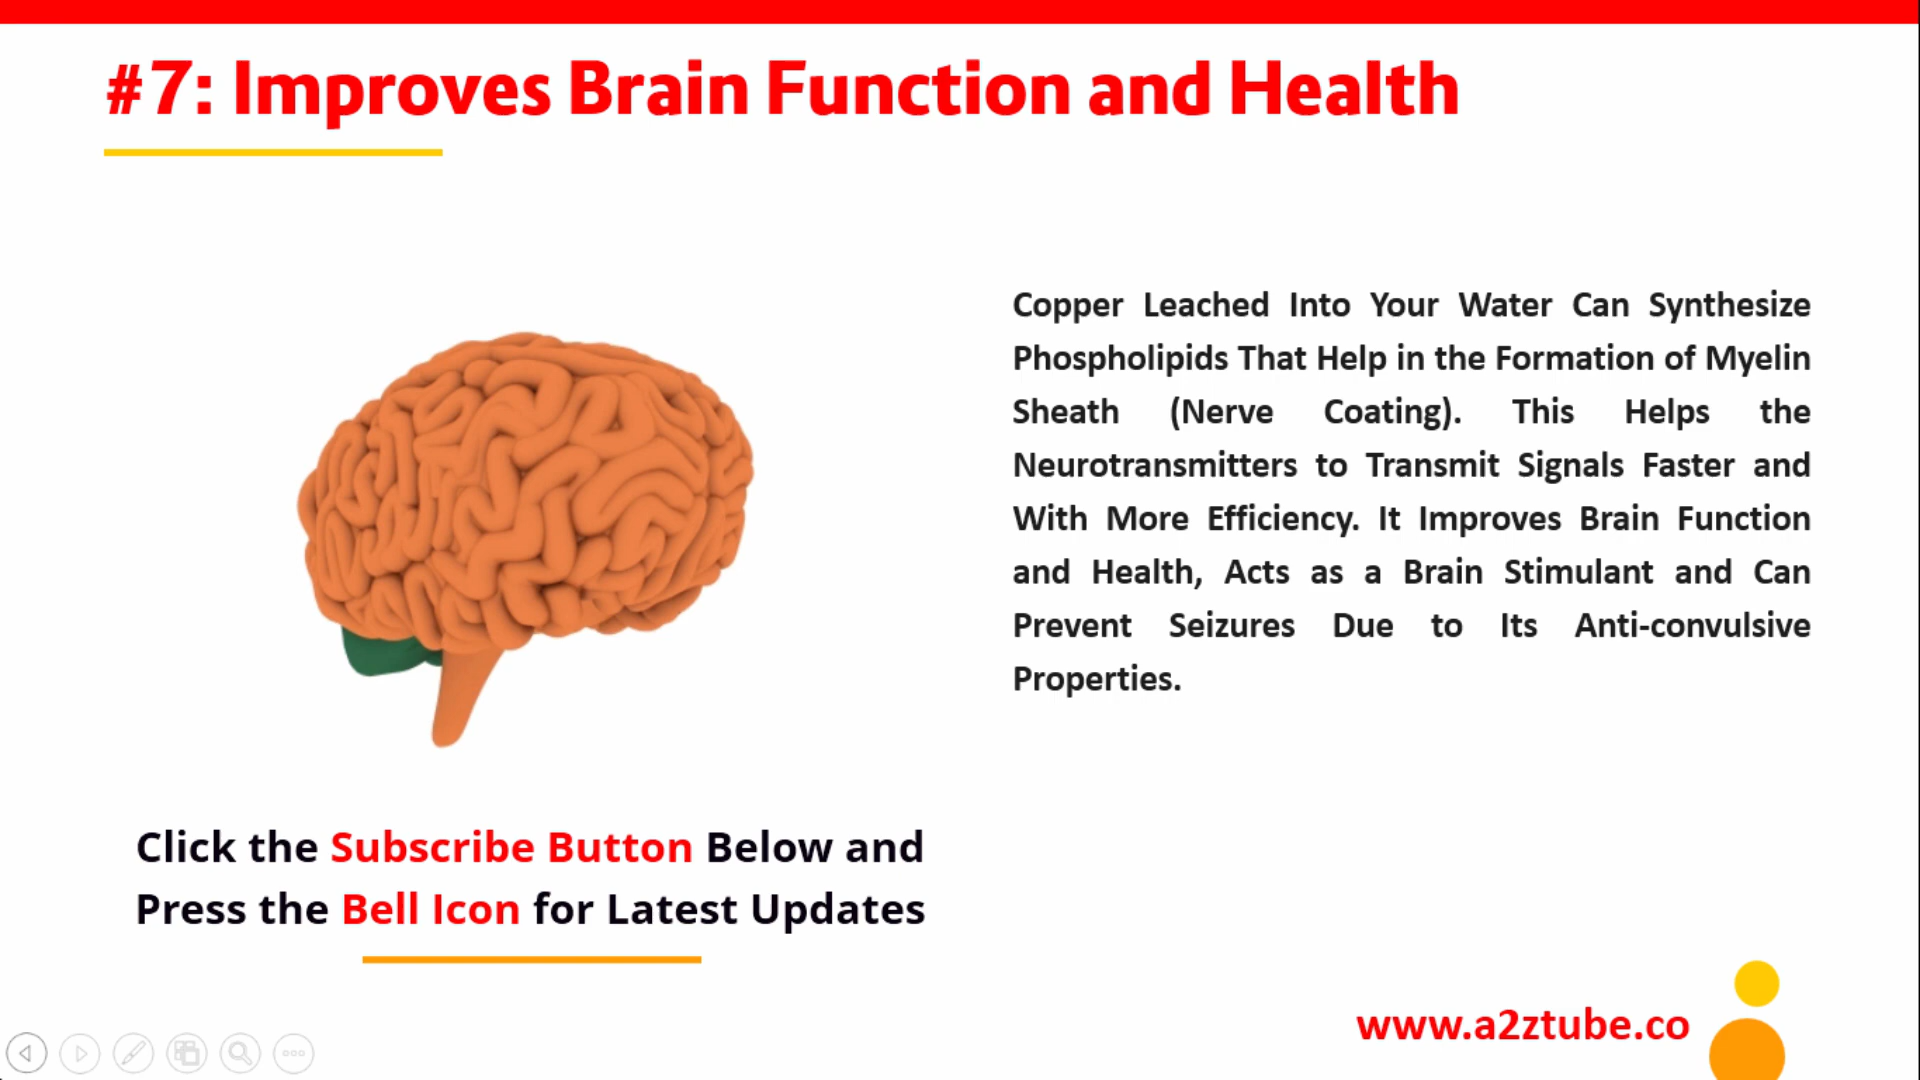 #7: Improves Brain Function and Health
Copper Leached Into Your Water Can Synthesize
Phospholipids That Help in the Formation of Myelin
Sheath (Nerve Coating). This Helps the
Neurotransmitters to Transmit Signals Faster and
With More Efficiency. It Improves Brain Function
and Health, Acts as a Brain Stimulant and Can
Prevent Seizures Due to Its Anti-convulsive
Properties.
Click the Subscribe Button Below and
Press the Bell Icon for Latest Updates
www.a2ztube.co